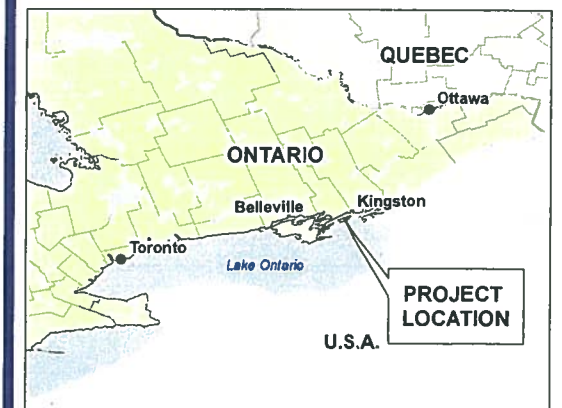 QUEBEC
Ottawa
ONTARIO
Belleville
Kingston
Toronto
Lake Ontario
PROJECT
LOCATION
U.S.A.